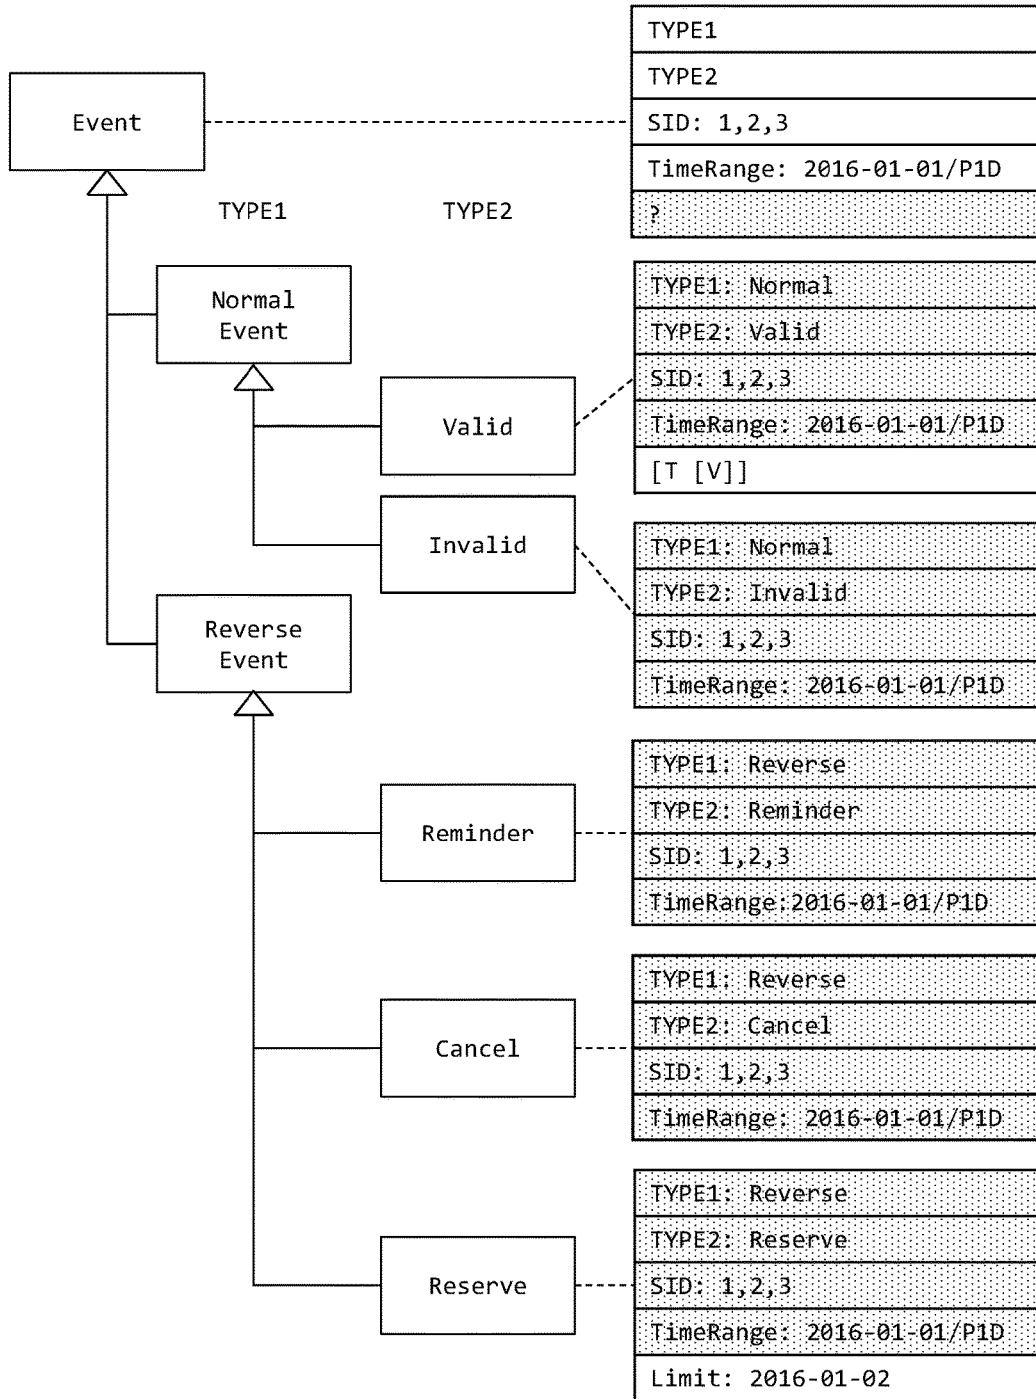 TYPE1
TYPE2
SID: 1,2,3
TimeRange: 2016-01-01/P1D
?
Event
TYPE1
TYPE2
Normal
Event
Valid
Invalid
TYPE1: Normal
TYPE2: Valid
SID: 1,2,3
TimeRange: 2016-01-01/P1D
[T [V]]
TYPE1: Normal
TYPE2: Invalid
SID: 1,2,3
TimeRange: 2016-01-01/P1D
Reverse
Event
Reminder
TYPE1: Reverse
TYPE2: Reminder
SID: 1,2,3
TimeRange:2016-01-01/P1D
Cancel
TYPE1: Reverse
TYPE2: Cancel
SID: 1,2,3
TimeRange: 2016-01-01/P1D
Reserve
TYPE1: Reverse
TYPE2: Reserve
SID: 1,2,3
TimeRange: 2016-01-01/P1D
Limit: 2016-01-02